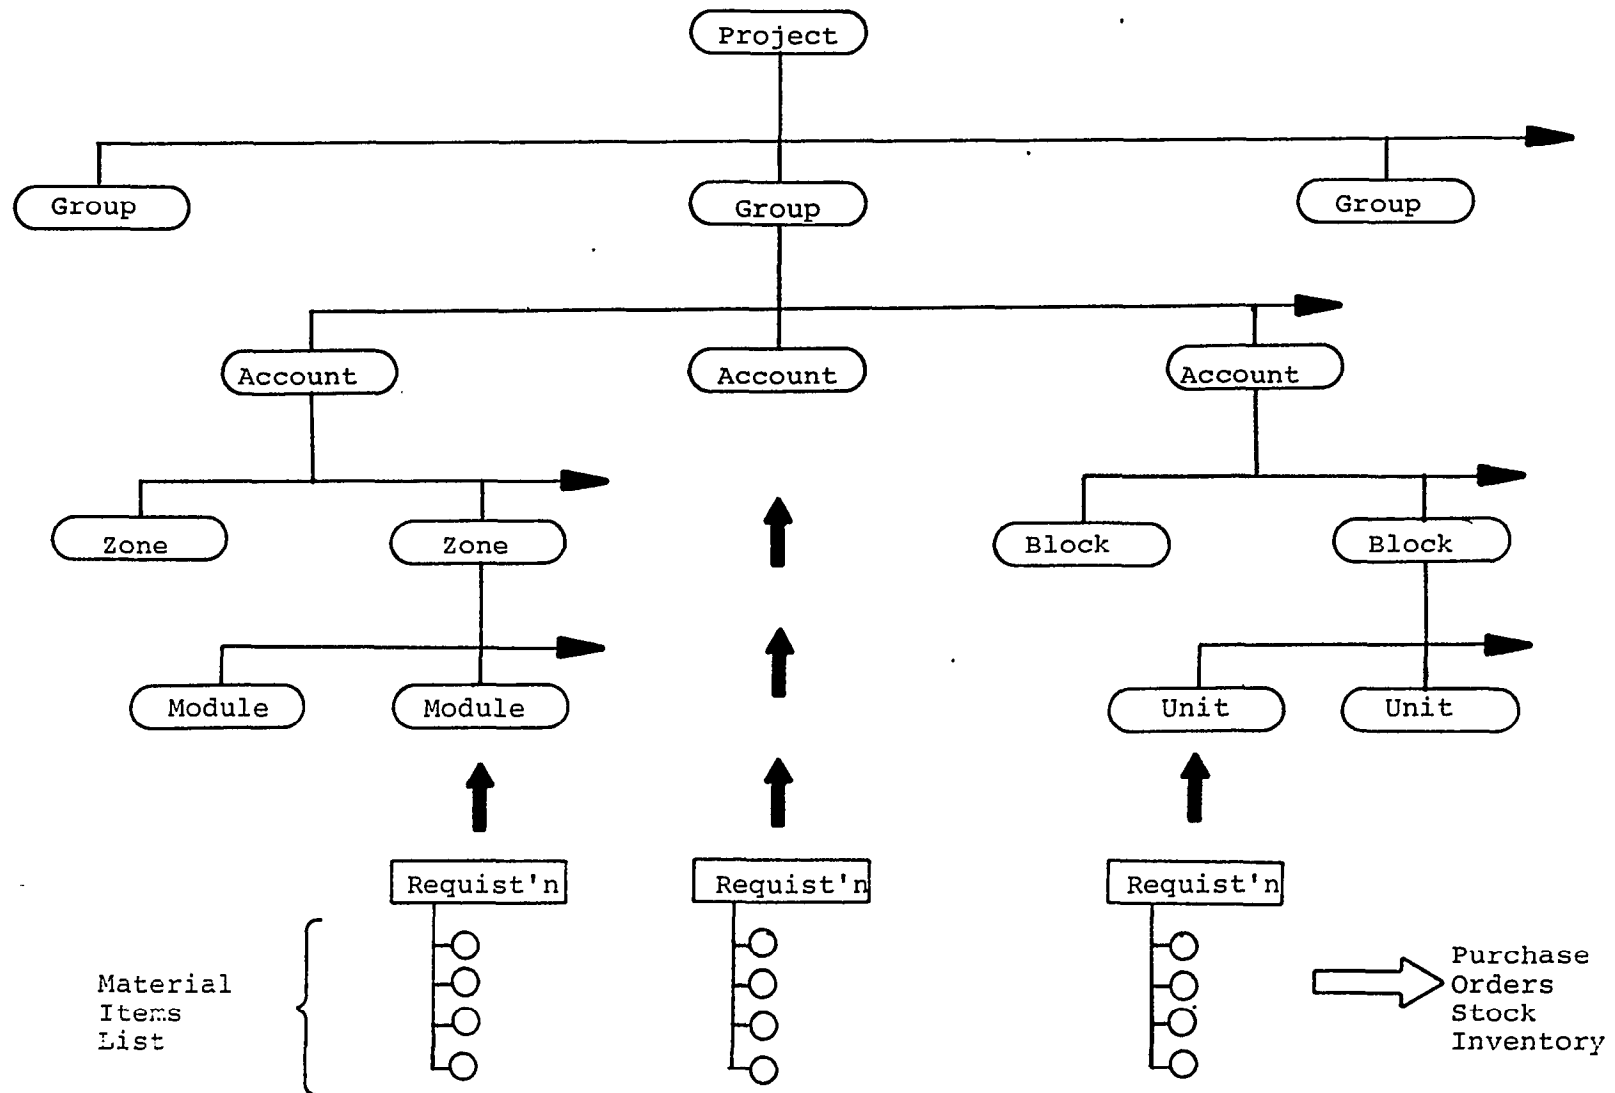 Project
Group
Group
Group
Account
Account
Account
Zone
Zone
Block
Block
Module
Module
Unit
Unit
Requist'n
Requist'n
Requist'n
Material
Items
List
Purchase
Orders
Stock
Inventory